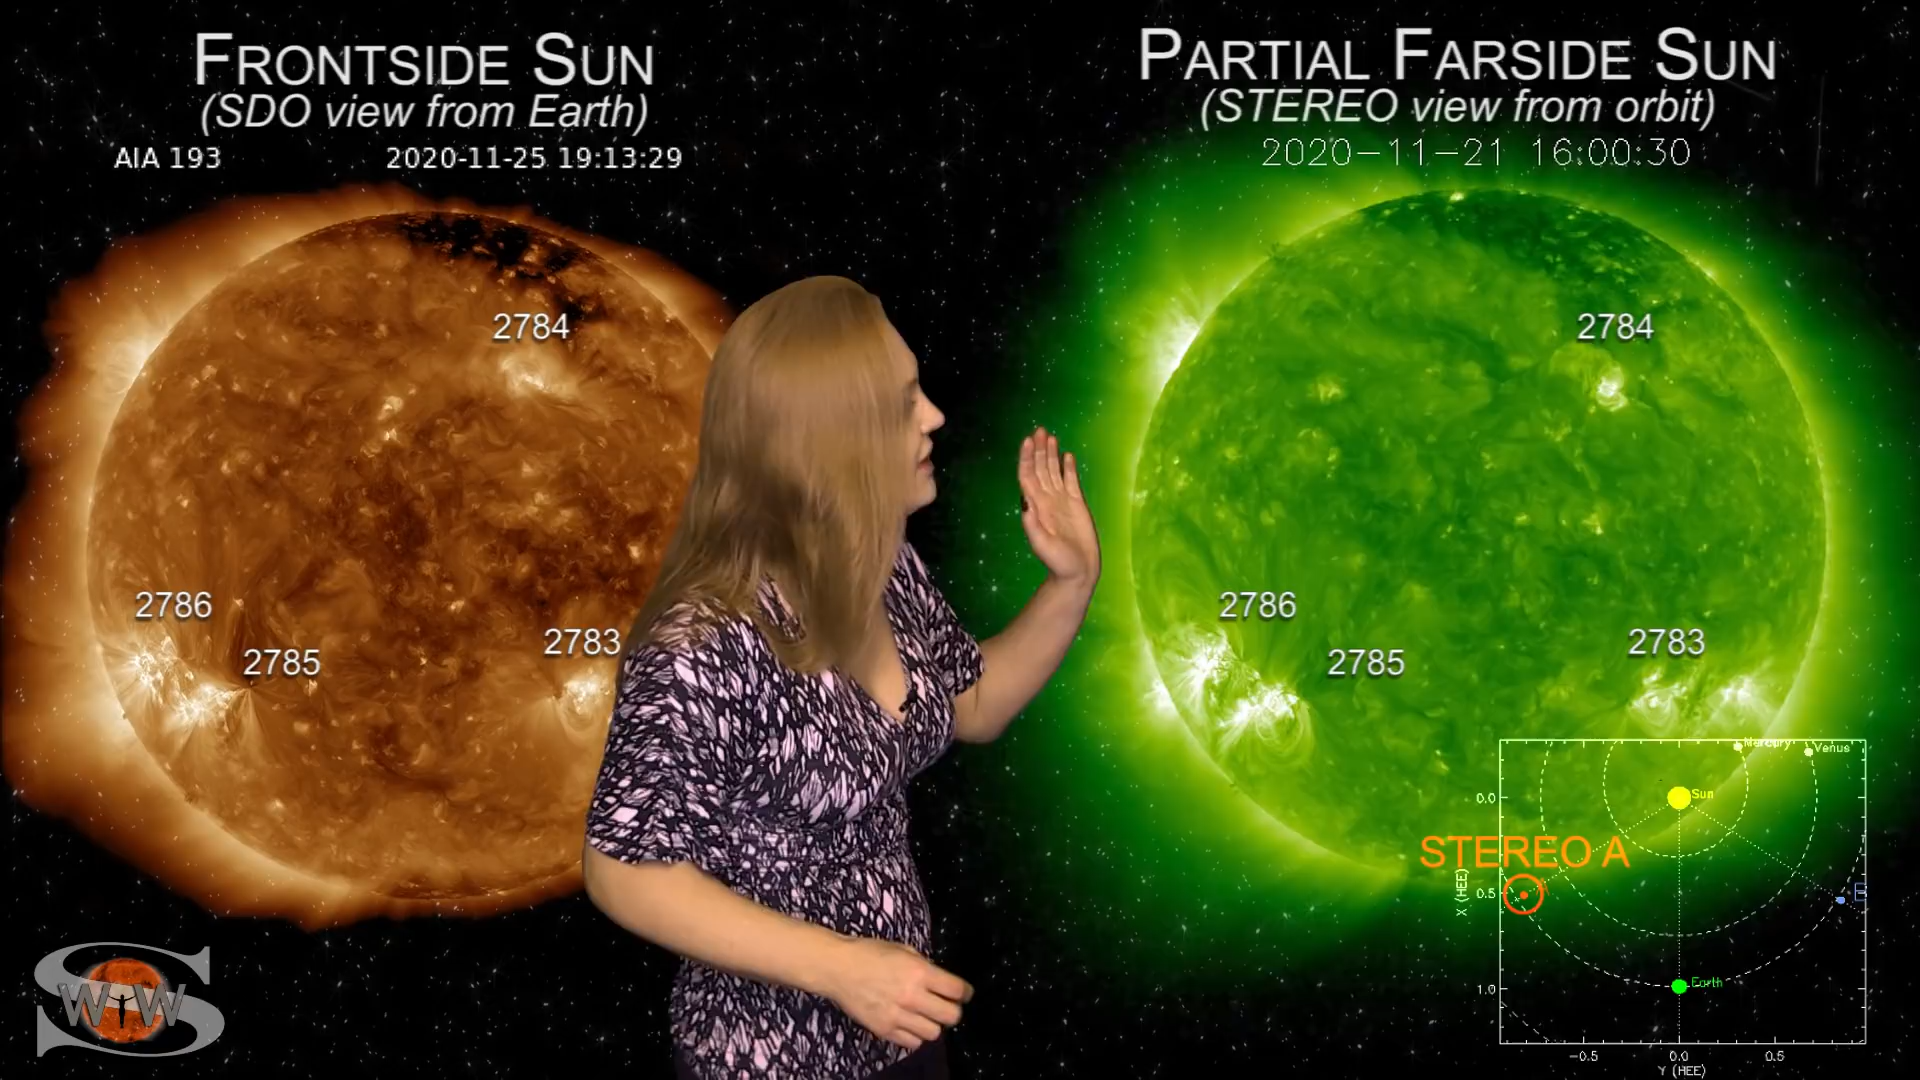 FRONTSIDE SUN
(SDO view from Earth)
AIA 193 2020-11-25 19:13:29
2784
2786
2785
2783
PARTIAL FARSIDE SUN
(STEREO view from orbit)
2020-11-21 16:00:30
2784
2786
2785
2783
Mercury
Venus
Sun
0.0
STEREO A
0.5
X (HEE)
Earth
1.0
-0.5 0.0 0.5
Y (HEE)
SWTW